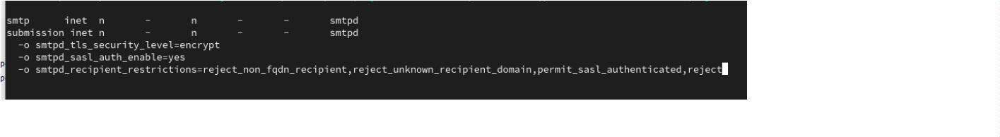 smtp      inet  n       -       n       -       -       smtpd
submission inet n       -       n       -       -       smtpd
  -o smtpd_tls_security_level=encrypt
  -o smtpd_sasl_auth_enable=yes
  -o smtpd_recipient_restrictions=reject_non_fqdn_recipient,reject_unknown_recipient_domain,permit_sasl_authenticated,reject
p
p